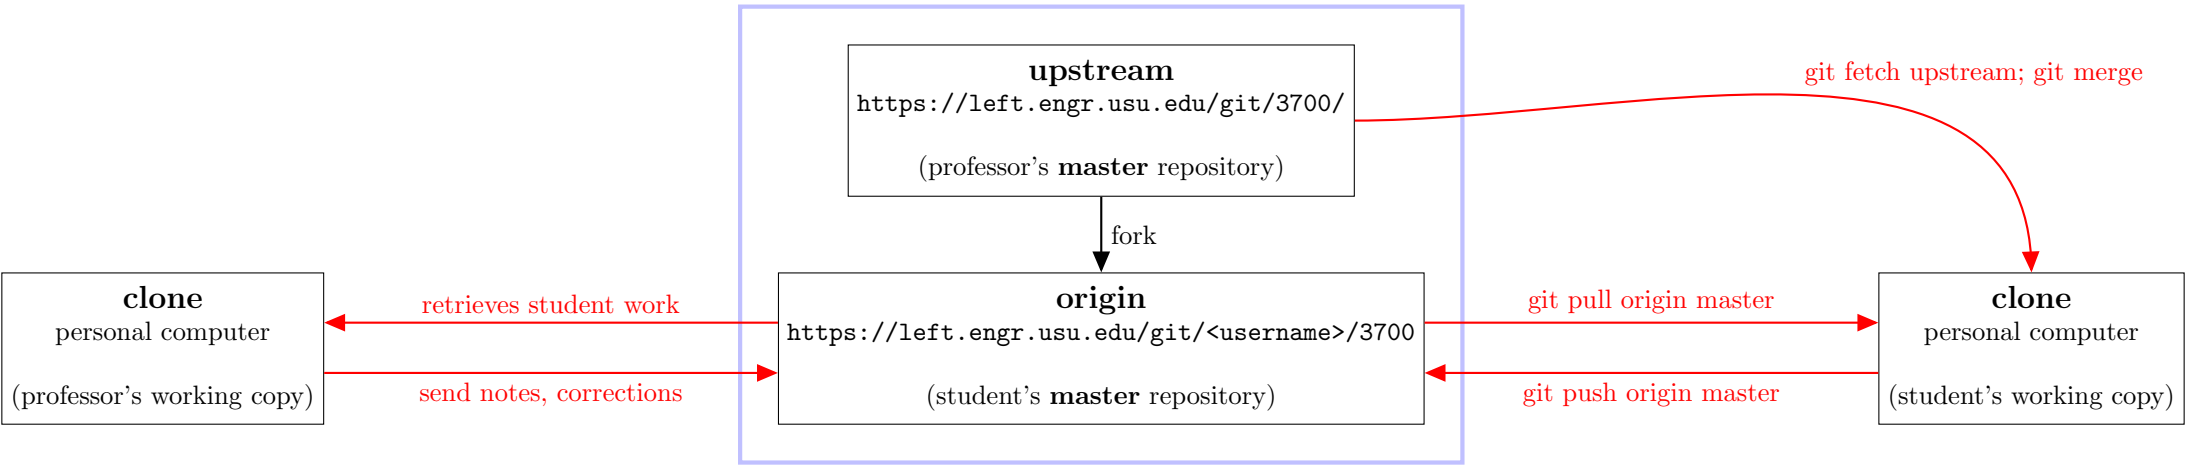 upstream
https://left.engr.usu.edu/git/3700/
(professor's master repository)
git fetch upstream; git merge
fork
clone
personal computer
(professor's working copy)
retrieves student work
send notes, corrections
origin
https://left.engr.usu.edu/git/<username>/3700
(student's master repository)
git pull origin master
git push origin master
clone
personal computer
(student's working copy)